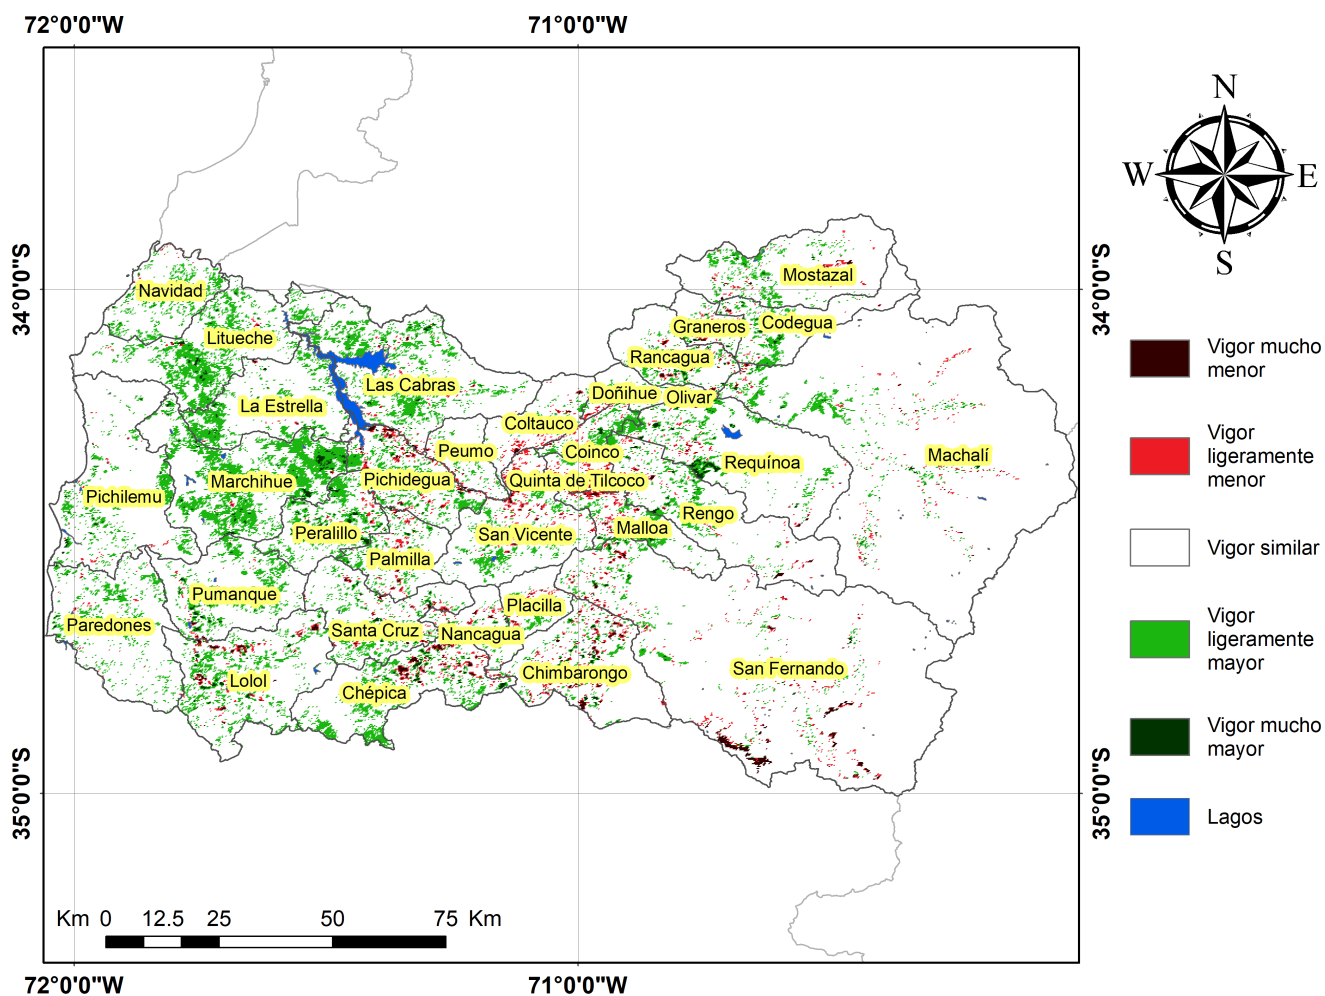 72°0'0"W
71°0'0"W
N
W
E
S
34°0'0"S
34°0'0"S
Mostazal
Navidad
Graneros
Codegua
Litueche
Rancagua
Las Cabras
Doñihue
Olivar
La Estrella
Coltauco
Peumo
Coinco
Requínoa
Machalí
Marchihue
Pichidegua
Quinta de Tilcoco
Pichilemu
Rengo
Peralillo
San Vicente
Malloa
Palmilla
Pumanque
Placilla
Paredones
Santa Cruz
Nancagua
Lolol
Chimbarongo
San Fernando
Chépica
35°0'0"S
35°0'0"S
Vigor mucho
menor
Vigor
ligeramente
menor
Vigor similar
Vigor
ligeramente
mayor
Vigor mucho
mayor
Lagos
Km 0 12.5 25 50 75 Km
72°0'0"W
71°0'0"W